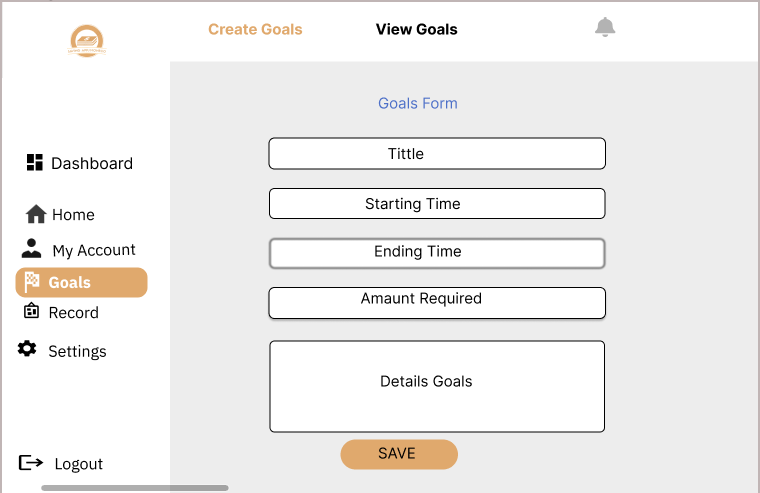 Create Goals
View Goals
Goals Form
Tittle
Starting Time
Ending Time
Amaunt Required
Details Goals
SAVE
Dashboard
Home
My Account
Goals
Record
Settings
Logout